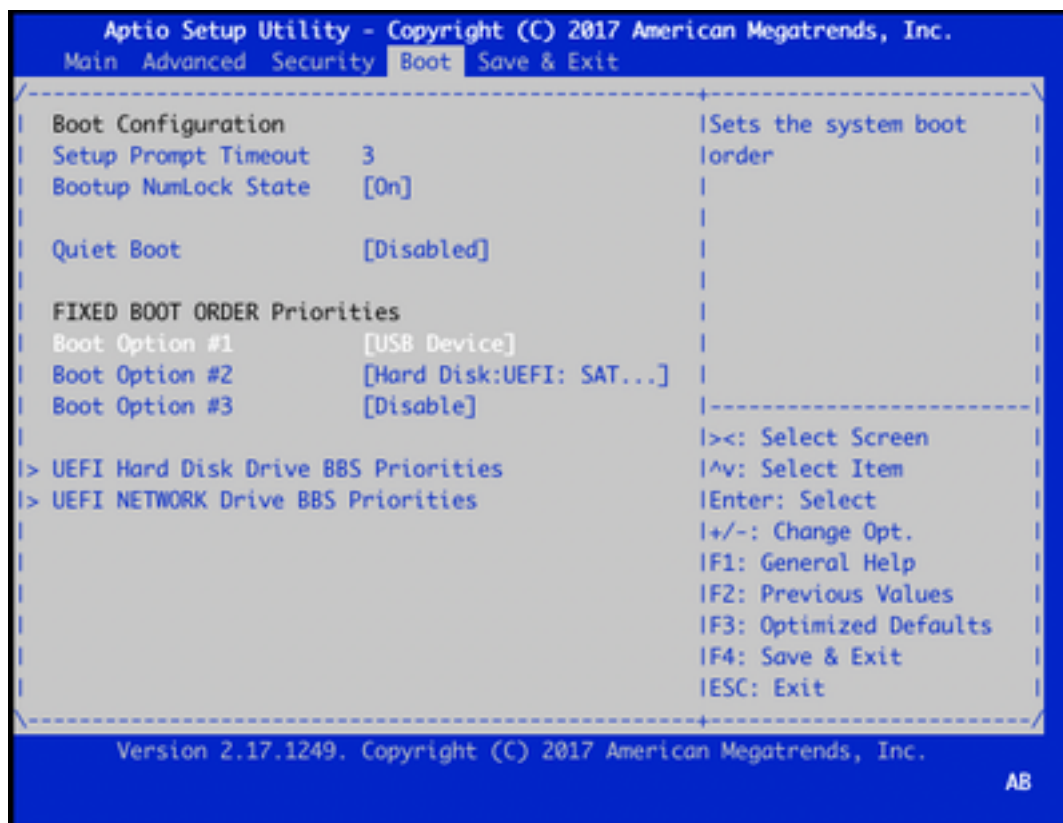 Aptio Setup Utility - Copyright (C) 2017 American Megatrends, Inc.
Main Advanced Security Boot Save & Exit
Boot Configuration
Setup Prompt Timeout 3
Bootup NumLock State [On]
Quiet Boot [Disabled]
FIXED BOOT ORDER Priorities
Boot Option #1 [USB Device]
Boot Option #2 [Hard Disk:UEFI: SAT...]
Boot Option #3 [Disable]
> UEFI Hard Disk Drive BBS Priorities
> UEFI NETWORK Drive BBS Priorities
Sets the system boot
order
><: Select Screen
^v: Select Item
Enter: Select
+/-: Change Opt.
F1: General Help
F2: Previous Values
F3: Optimized Defaults
F4: Save & Exit
ESC: Exit
Version 2.17.1249. Copyright (C) 2017 American Megatrends, Inc.
AB